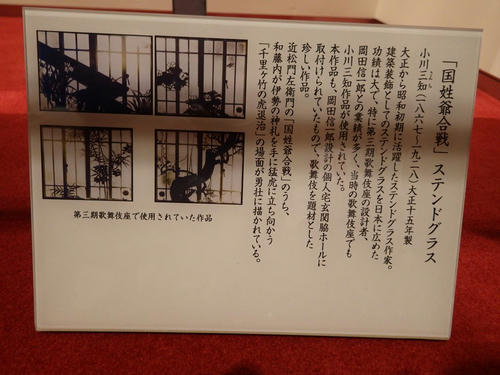 「国姓爺合戦」ステンドグラス
小川三知(一八六七~一九二八)大正十五年製
さんち
大正から昭和初期に活躍したステンドグラス作家。
建築装飾としてのステンドグラスを日本に広めた
功績は大で、特に第三期歌舞伎座の設計者、
岡田信一郎との業績が多く、当時の歌舞伎座でも
小川三知作品が使用されていた。
本作品も、岡田信一郎設計の個人宅玄関脇ホールに
取付けられていたもので、歌舞伎を題材とした
珍しい作品。
近松門左衛門の「国姓爺合戦」のうち、
和藤内が伊勢の神札を手に猛虎に立ち向かう
「千里ヶ竹の虎退治」の場面が勇壮に描かれている。
第三期歌舞伎座で使用されていた作品